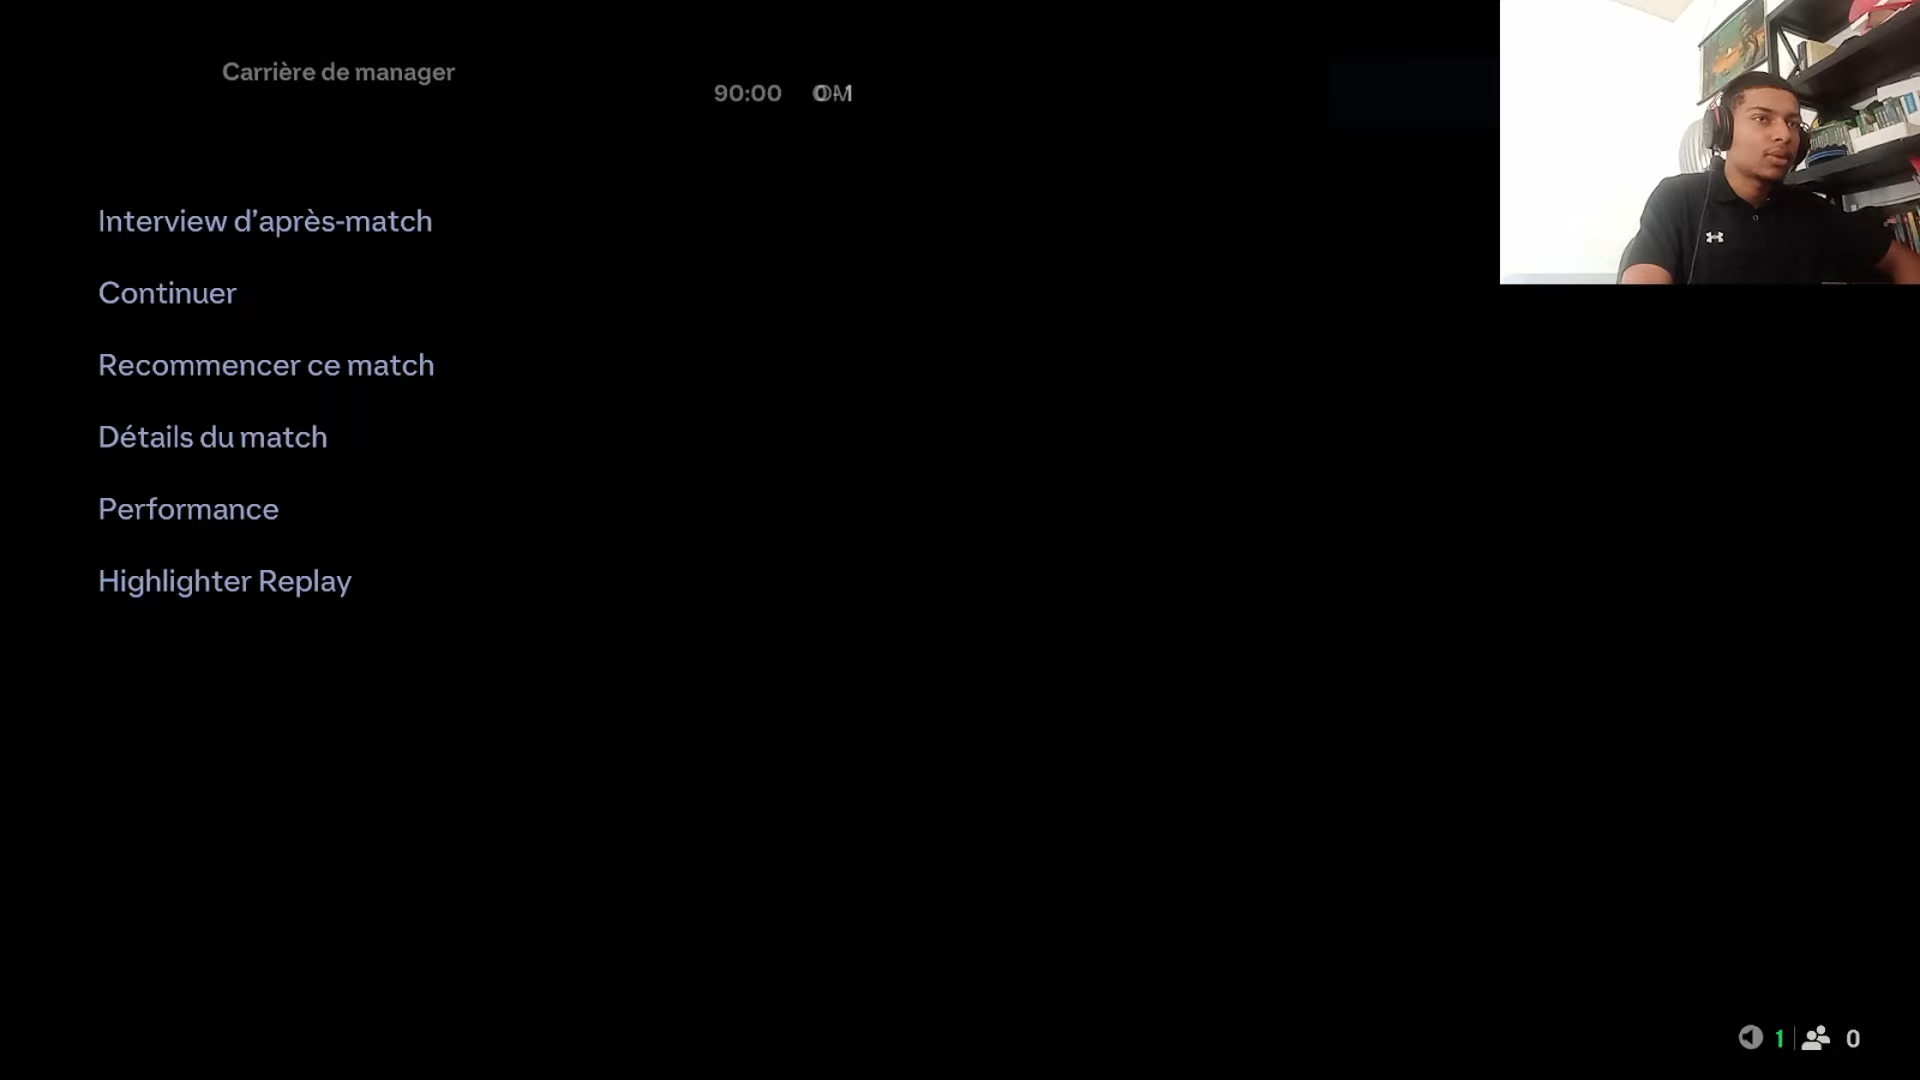 Carrière de manager
90:00
Interview d’après-match
Continuer
Recommencer ce match
Détails du match
Performance
Highlighter Replay
1
0